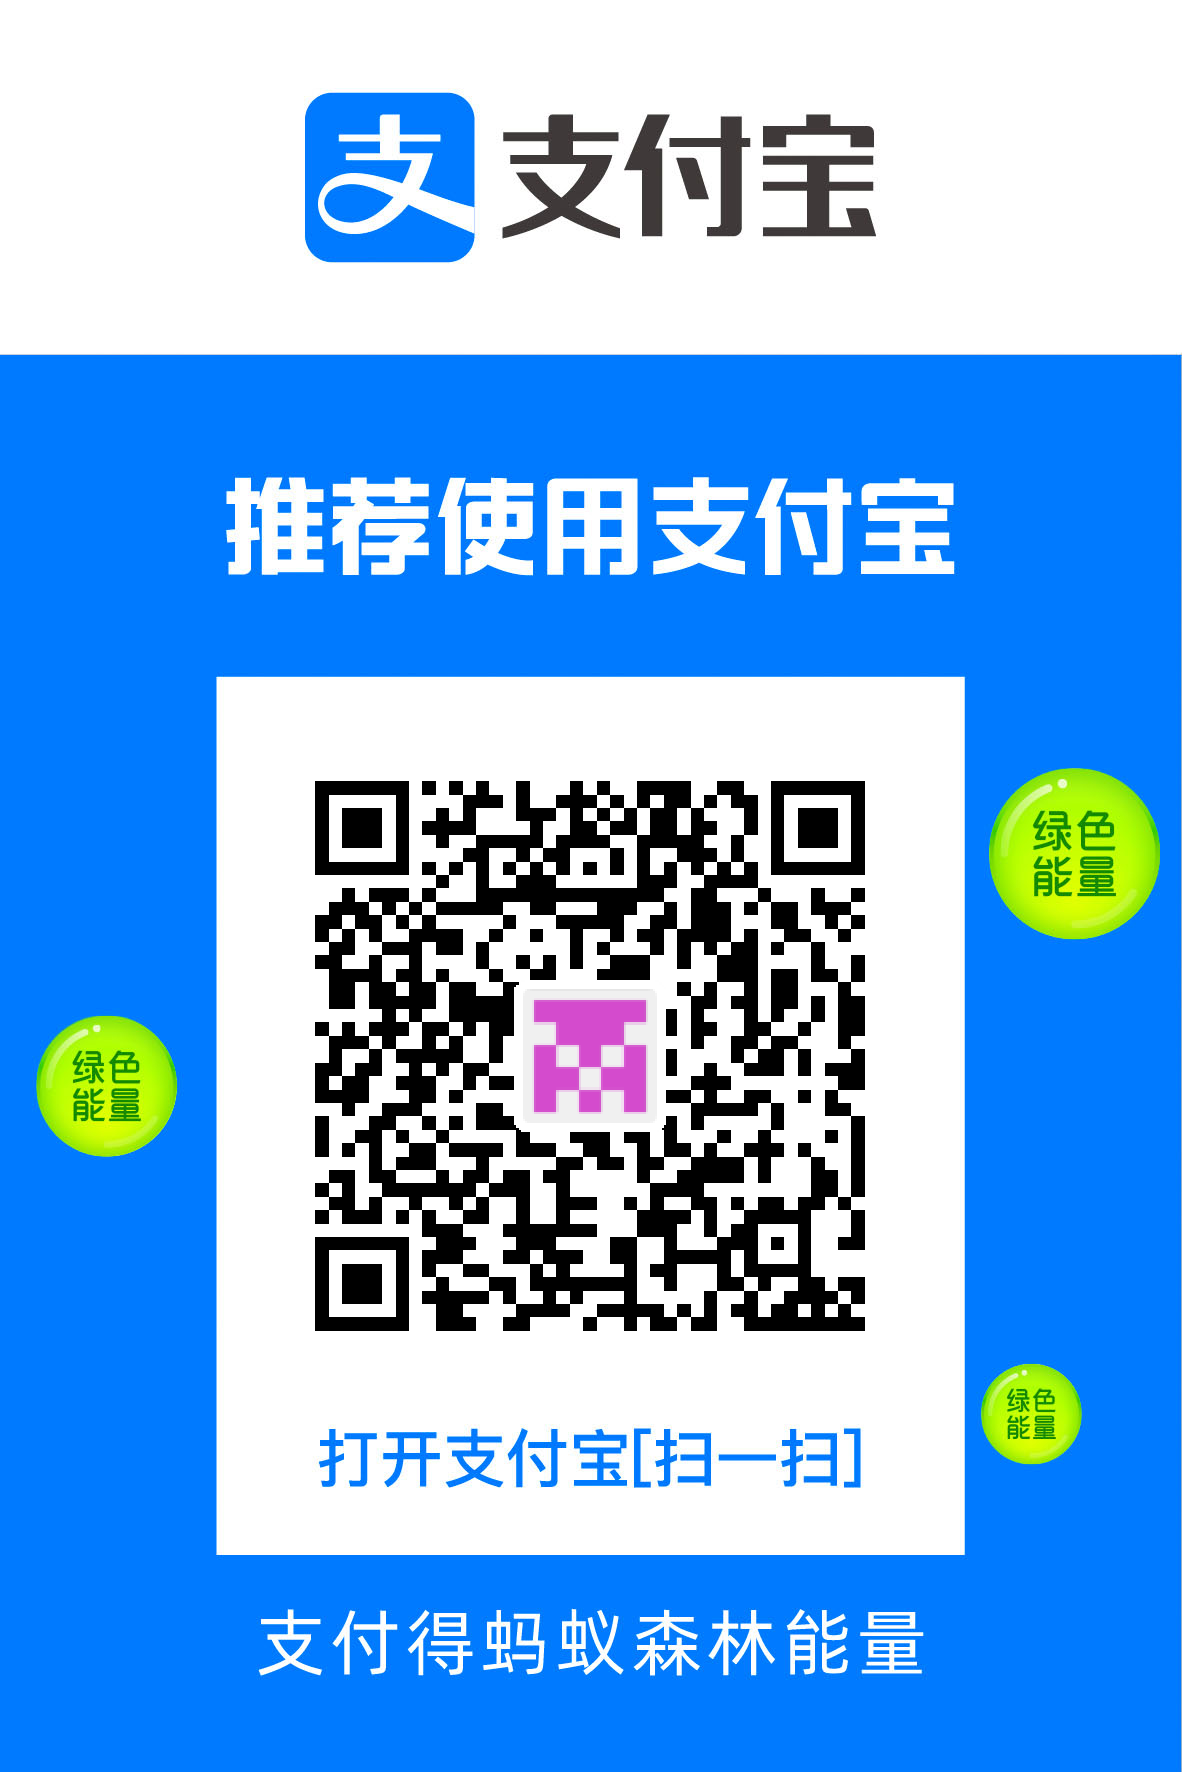 支付宝
推荐使用支付宝
绿色
能量
绿色
能量
绿色
能量
打开支付宝[扫一扫]
支付得蚂蚁森林能量